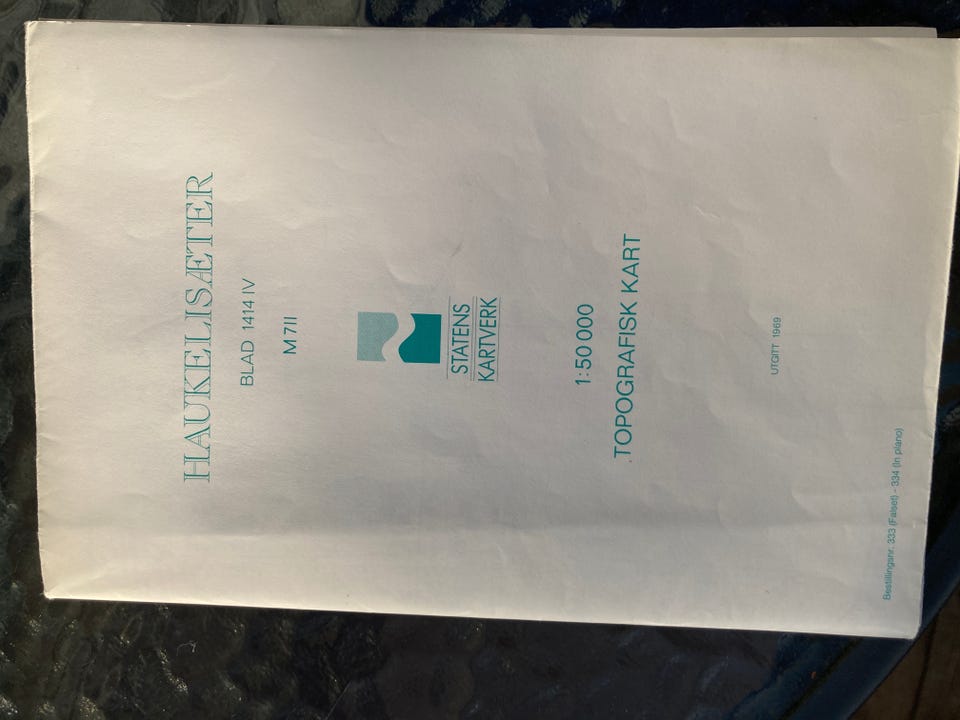 HAUKELISÆTER
BLAD 1414 IV
M 711
STATENS
KARTVERK
1:50 000
TOPOGRAFISK KART
UTGITT 1969
Bestillingsnr. 333 (Falset) - 334 (In plano)